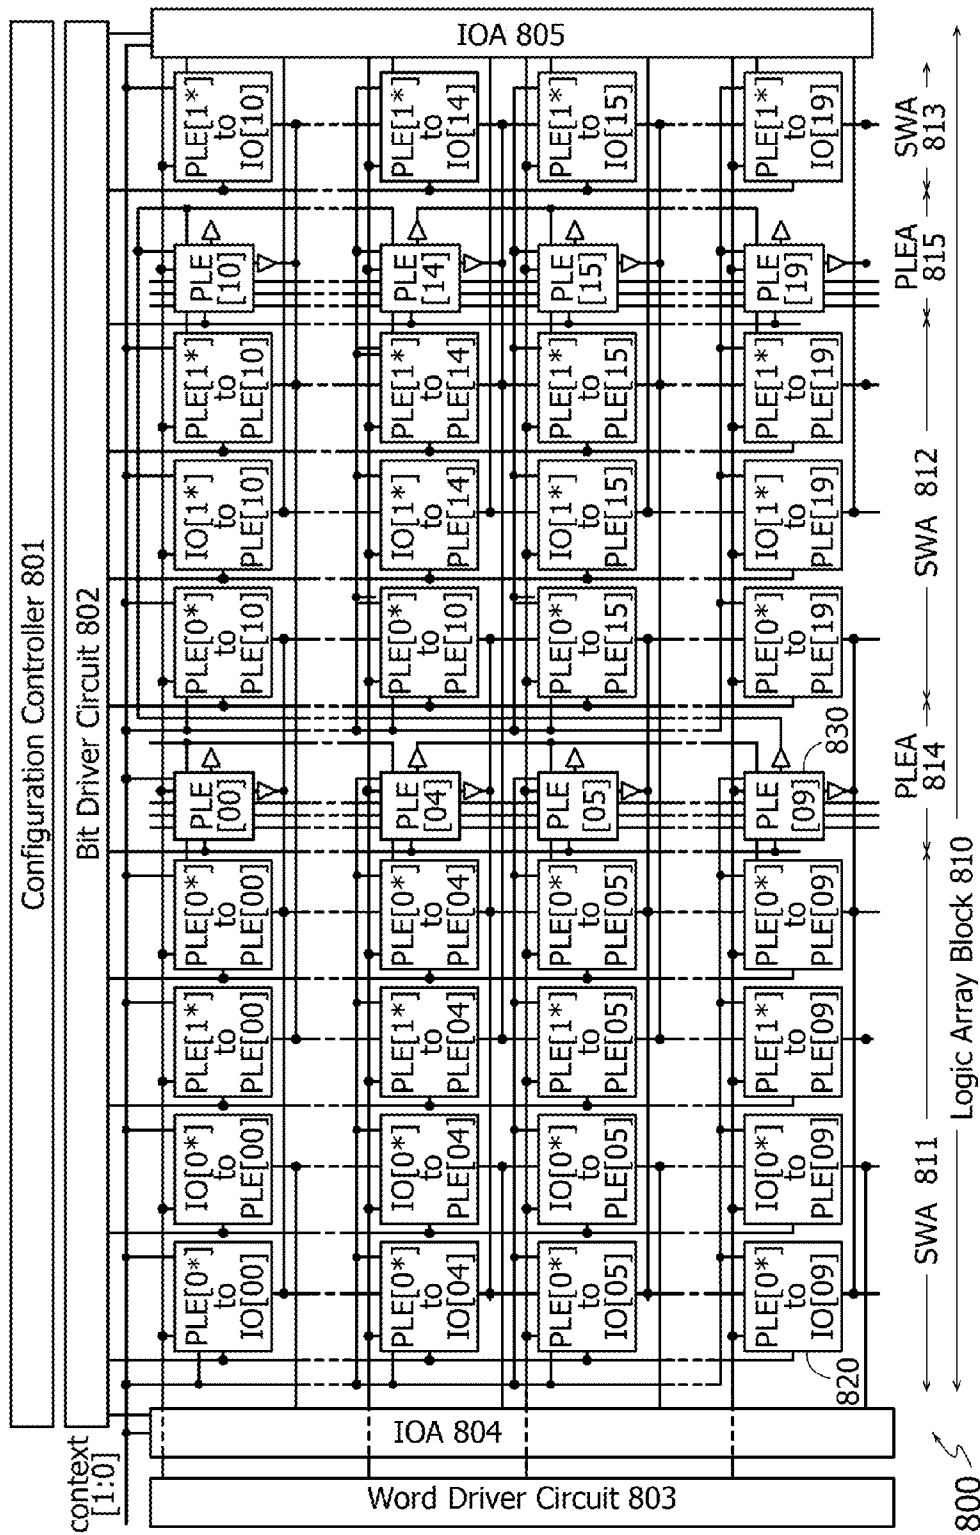 Configuration Controller 801
Bit Driver Circuit 802
context
[1:0]
Word Driver Circuit 803
IOA 804
PLE[0*]
to
IO[00]
IO[0*]
to
PLE[00]
PLE[1*]
to
PLE[00]
PLE[0*]
to
PLE[00]
PLE
[00]
PLE[0*]
to
PLE[10]
IO[1*]
to
PLE[10]
PLE[1*]
to
PLE[10]
PLE
[10]
PLE[1*]
to
IO[10]
IOA 805
PLE[0*]
to
IO[04]
IO[0*]
to
PLE[04]
PLE[1*]
to
PLE[04]
PLE[0*]
to
PLE[04]
PLE
[04]
PLE[0*]
to
PLE[10]
IO[1*]
to
PLE[14]
PLE[1*]
to
PLE[14]
PLE
[14]
PLE[1*]
to
IO[14]
PLE[0*]
to
IO[05]
IO[0*]
to
PLE[05]
PLE[1*]
to
PLE[05]
PLE[0*]
to
PLE[05]
PLE
[05]
PLE[0*]
to
PLE[15]
IO[1*]
to
PLE[15]
PLE[1*]
to
PLE[15]
PLE
[15]
PLE[1*]
to
IO[15]
PLE[0*]
to
IO[09]
IO[0*]
to
PLE[09]
PLE[1*]
to
PLE[09]
PLE[0*]
to
PLE[09]
PLE
[09]
PLE[0*]
to
PLE[19]
IO[1*]
to
PLE[19]
PLE[1*]
to
PLE[19]
PLE
[19]
PLE[1*]
to
IO[19]
820
830
SWA 811
PLEA
814
SWA 812
PLEA
815
SWA
813
Logic Array Block 810
800